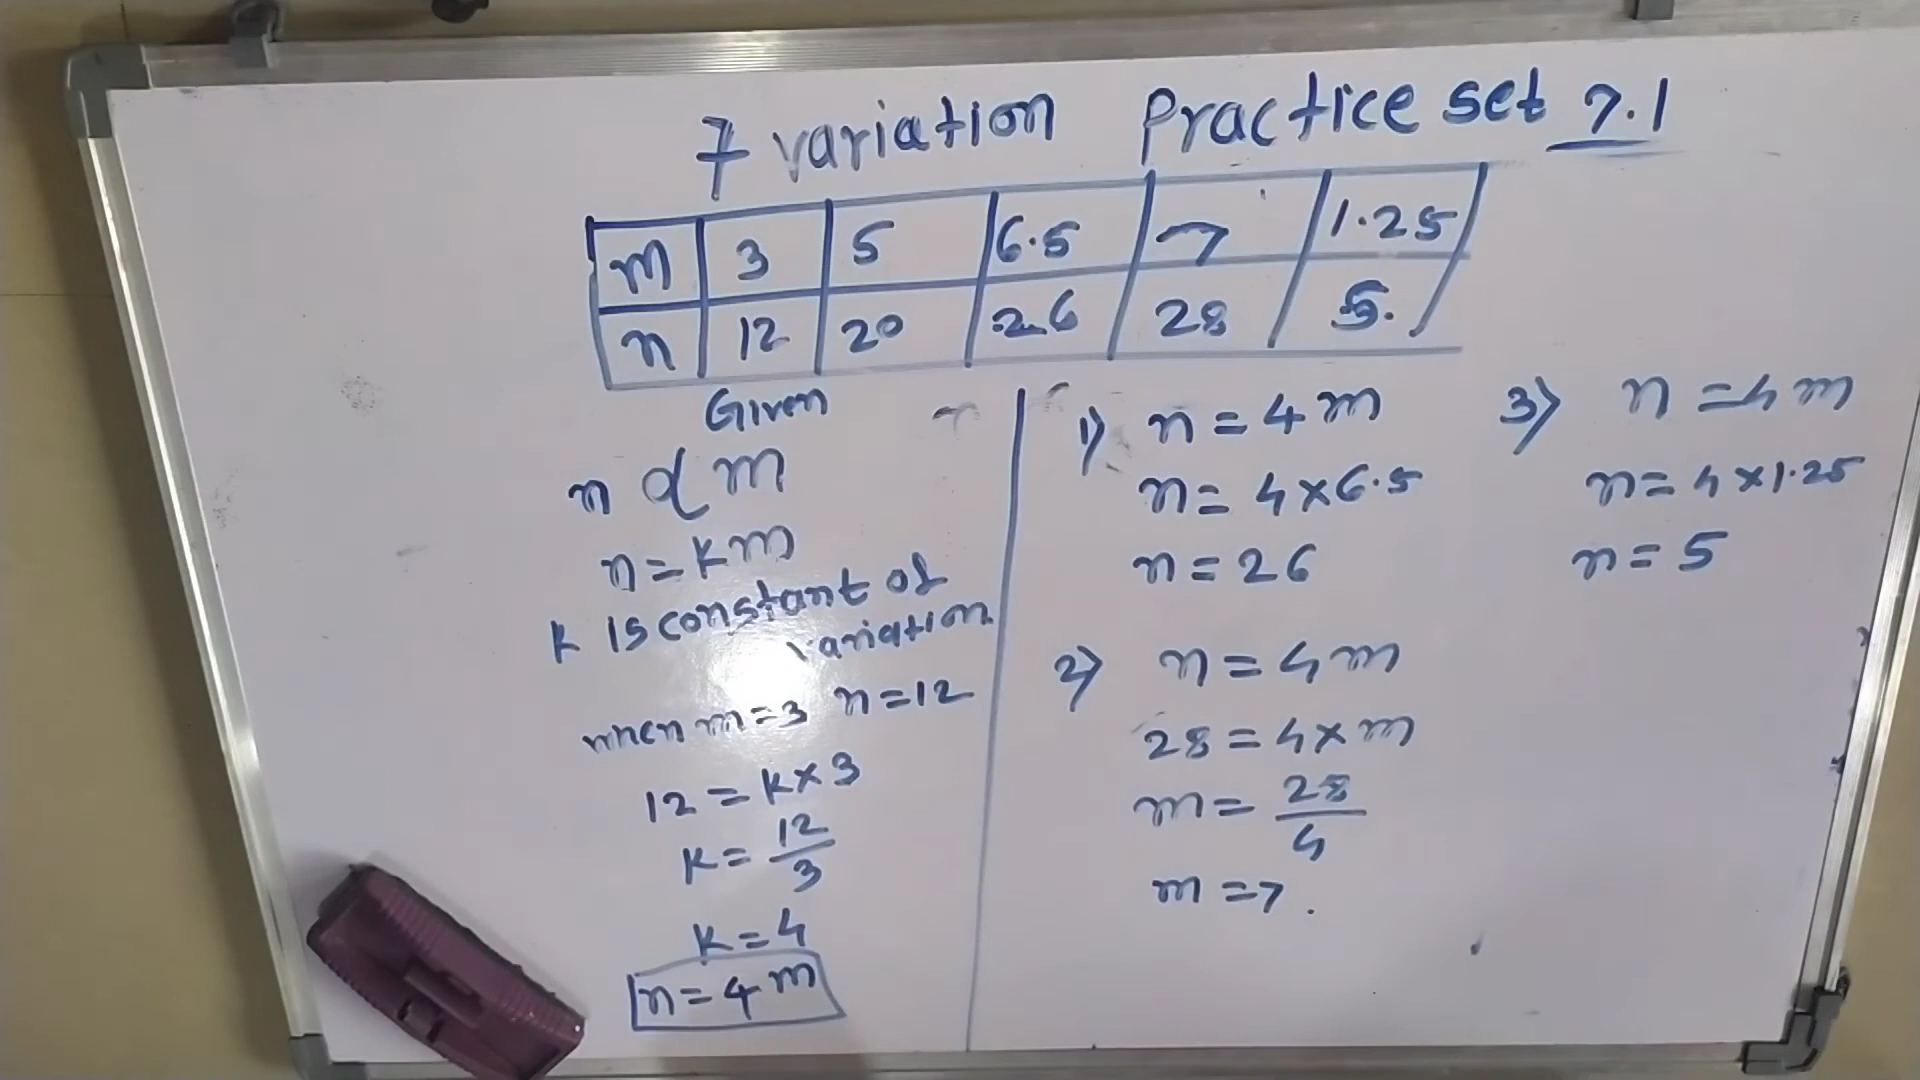 7 variation Practice set 7.1
m 3 5 6.5 7 1.25
n 12 20 26 28 5.
Given
n ∝ m
n = km
k is constant of
variation
when m=3 n=12
12 = k×3
k = 12/3
k = 4
n = 4m
1) n = 4m
n = 4×6.5
n = 26
2) n = 4m
28 = 4×m
m = 28/4
m = 7.
3) n = 4m
n = 4×1.25
n = 5